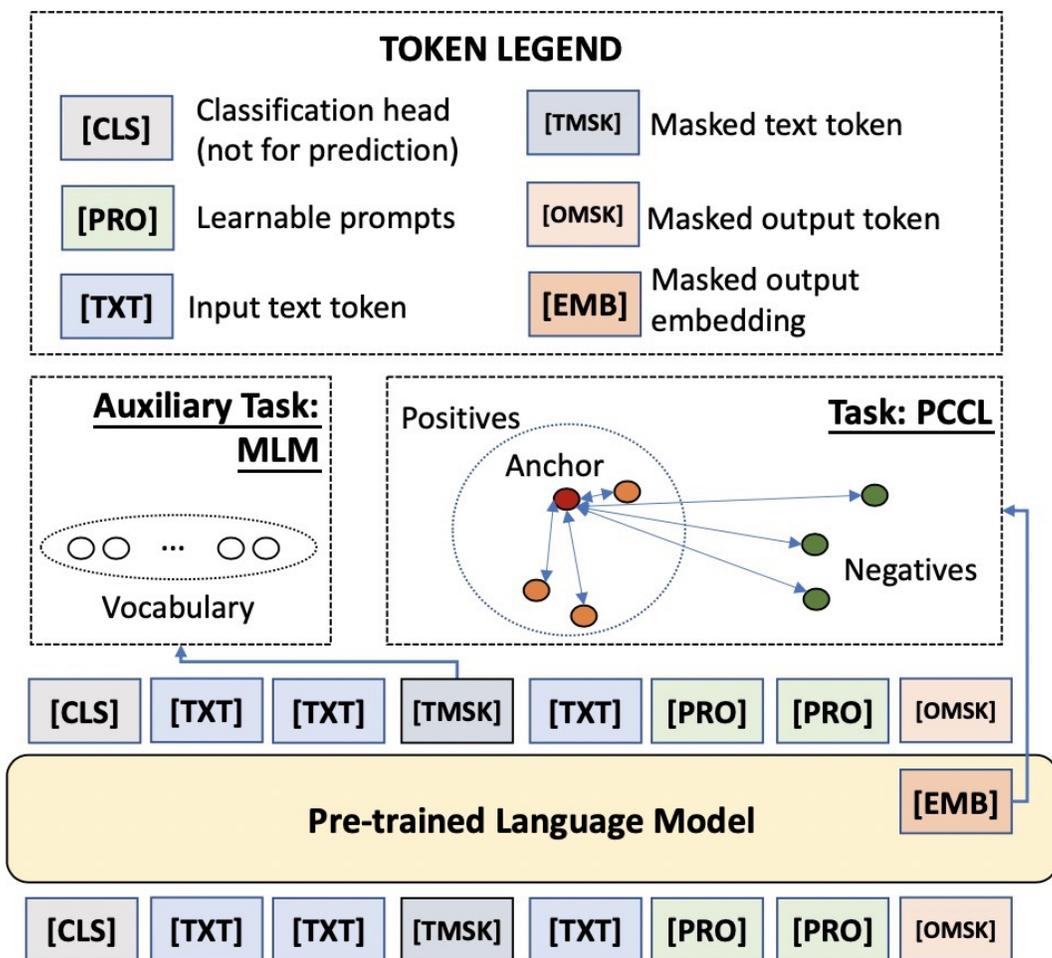 TOKEN LEGEND
[CLS]
Classification head
(not for prediction)
[TMSK]
Masked text token
[PRO]
Learnable prompts
[OMSK]
Masked output token
[TXT]
Input text token
[EMB]
Masked output
embedding
Auxiliary Task:
MLM
...
Vocabulary
Positives
Task: PCCL
Anchor
Negatives
[CLS] [TXT] [TXT] [TMSK] [TXT] [PRO] [PRO] [OMSK]
[EMB]
Pre-trained Language Model
[CLS] [TXT] [TXT] [TMSK] [TXT] [PRO] [PRO] [OMSK]